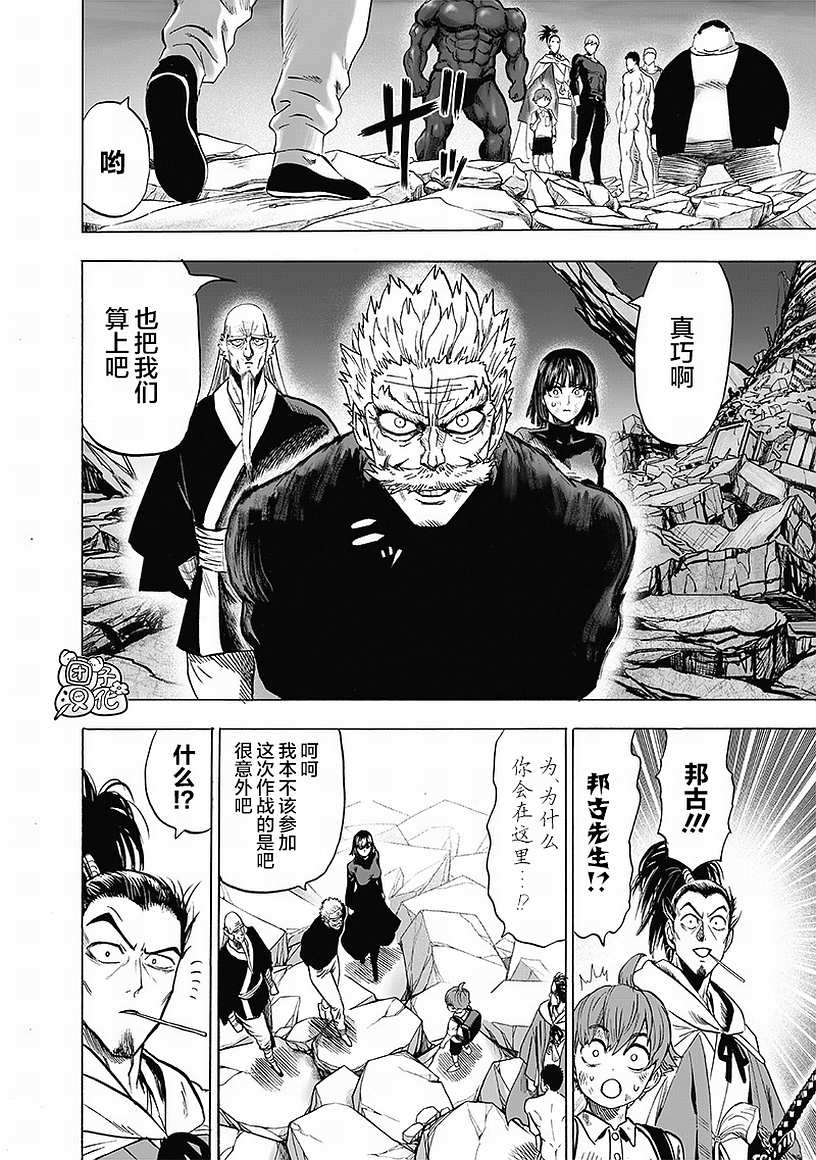 哟
真巧啊
也把我们
算上吧
团子
汉化
邦古!!!
邦古先生!?
为、为什么
你会在这里…!?
呵呵
我本不该参加
这次作战的是吧
很意外吧
什么!?